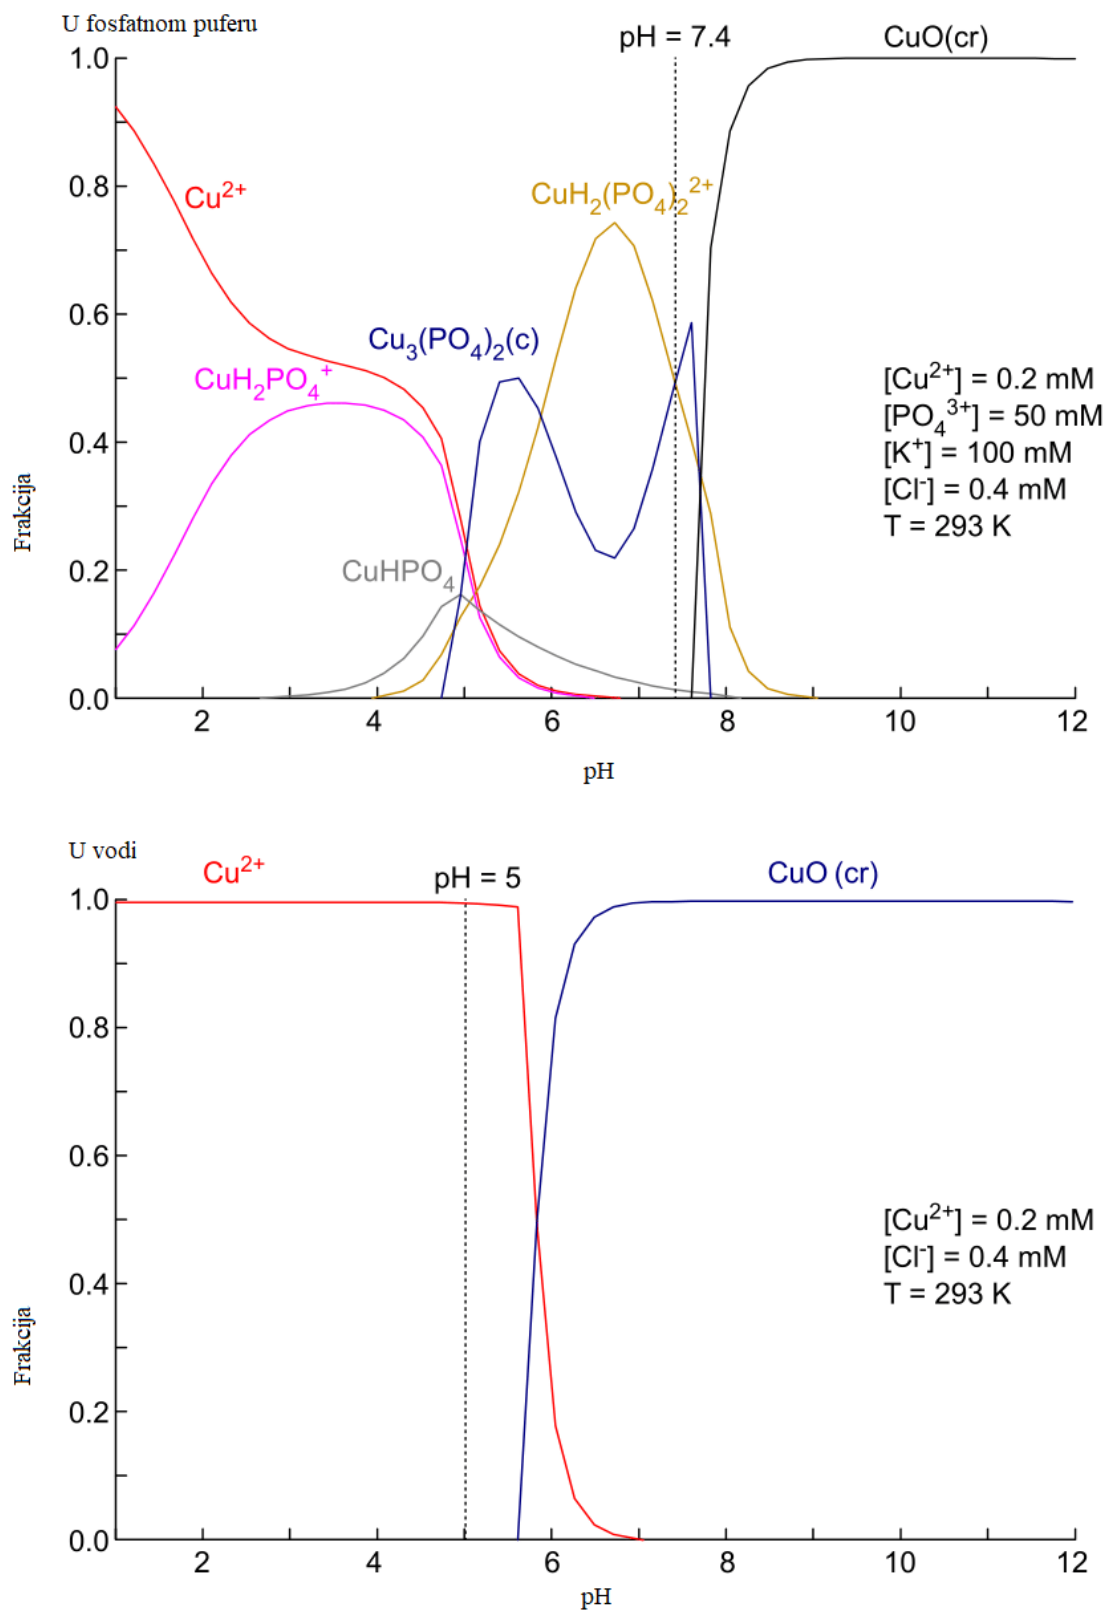 U fosfatnom puferu
pH = 7.4
CuO(cr)
1.0
Cu²⁺
CuH₂(PO₄)₂²⁺
0.8
0.6
Cu₃(PO₄)₂(c)
CuH₂PO₄⁺
[Cu²⁺] = 0.2 mM
[PO₄³⁺] = 50 mM
[K⁺] = 100 mM
[Cl⁻] = 0.4 mM
T = 293 K
0.4
Frakcija
CuHPO₄
0.2
0.0
2 4 6 8 10 12
pH
U vodi
Cu²⁺
pH = 5
CuO (cr)
1.0
0.8
0.6
[Cu²⁺] = 0.2 mM
[Cl⁻] = 0.4 mM
T = 293 K
0.4
Frakcija
0.2
0.0
2 4 6 8 10 12
pH